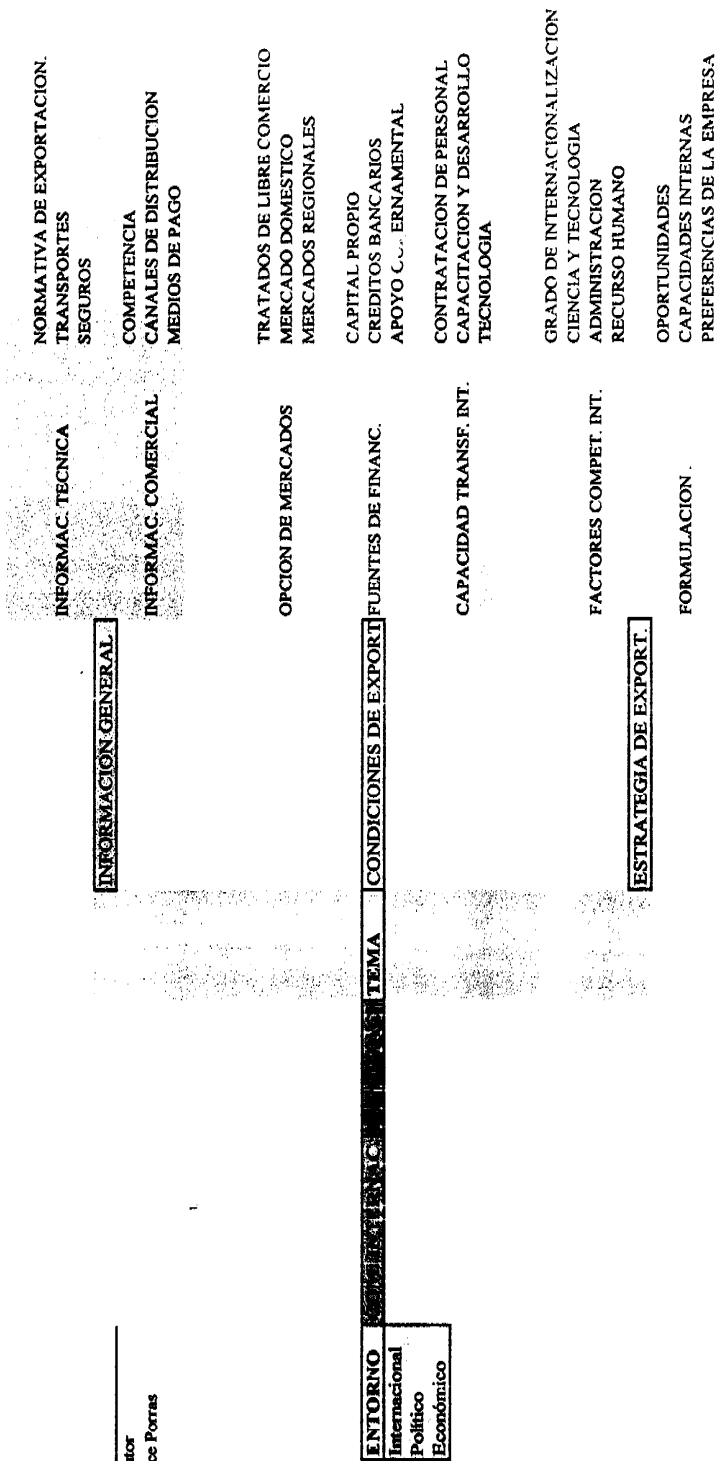 NORMATIVA DE EXPORTACION.
INFORMAC. TECNICA
TRANSPORTES
SEGUROS
INFORMACION GENERAL
COMPETENCIA
INFORMAC. COMERCIAL
CANALES DE DISTRIBUCION
MEDIOS DE PAGO
ce Porras
TRATADOS DE LIBRE COMERCIO
OPCION DE MERCADOS
MERCADO DOMESTICO
MERCADOS REGIONALES
CAPITAL PROPIO
ENTORNO
TEMA
CONDICIONES DE EXPORT
FUENTES DE FINANC.
CREDITOS BANCARIOS
Internacional
APOYO
ERNAMENTAL
Político
Económico
CONTRATACION DE PERSONAL
CAPACIDAD TRANSF. INT.
CAPACITACION Y DESARROLLO
TECNOLOGIA
GRADO DE INTERNACIONALIZACION
CIENCIA Y TECNOLOGIA
FACTORES COMPET. INT.
ADMINISTRACION
RECURSO HUMANO
ESTRATEGIA DE EXPORT.
OPORTUNIDADES
FORMULACION .
CAPACIDADES INTERNAS
PREFERENCIAS DE LA EMPRESA